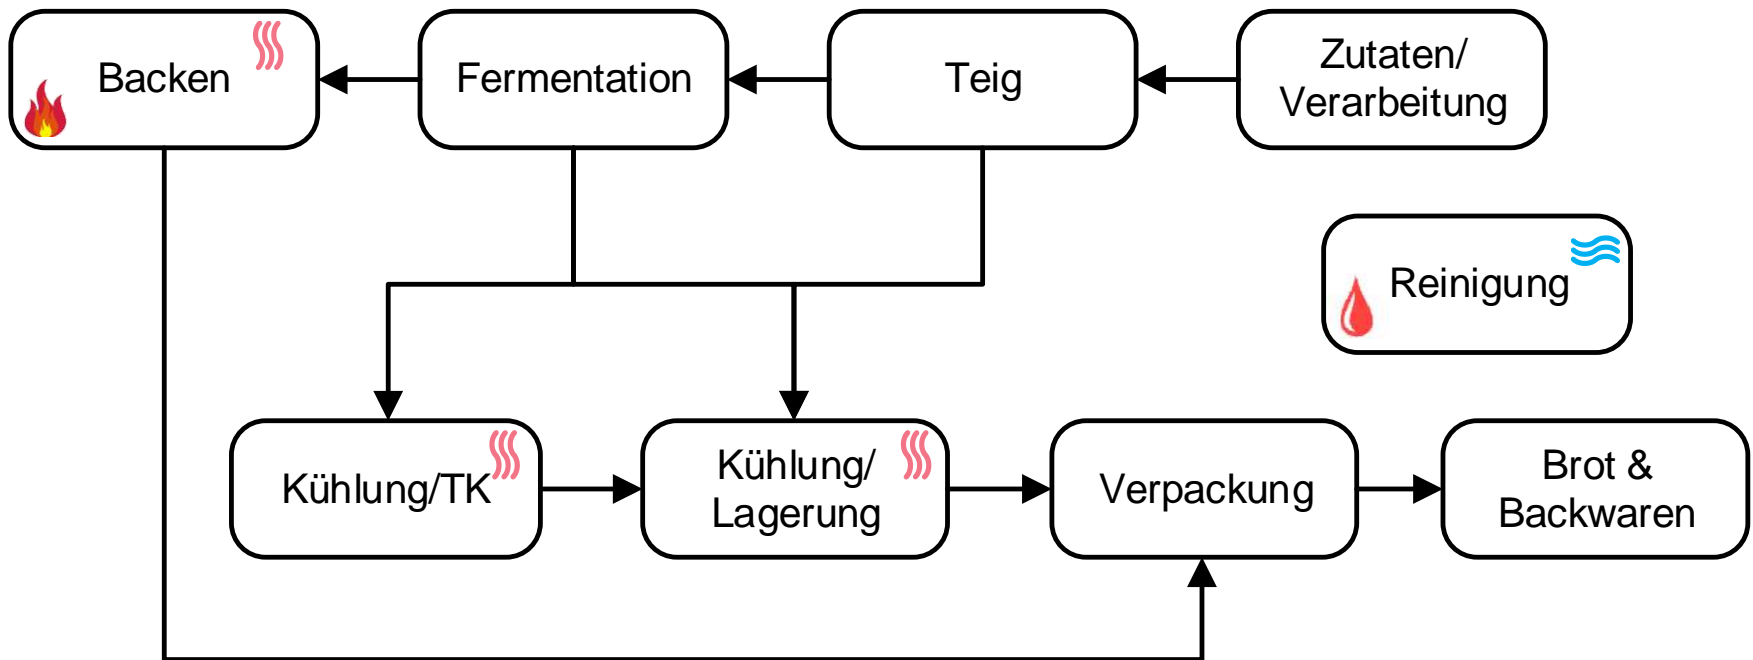 Backen
Fermentation
Teig
Zutaten/
Verarbeitung
Reinigung
Kühlung/TK
Kühlung/
Lagerung
Verpackung
Brot &
Backwaren